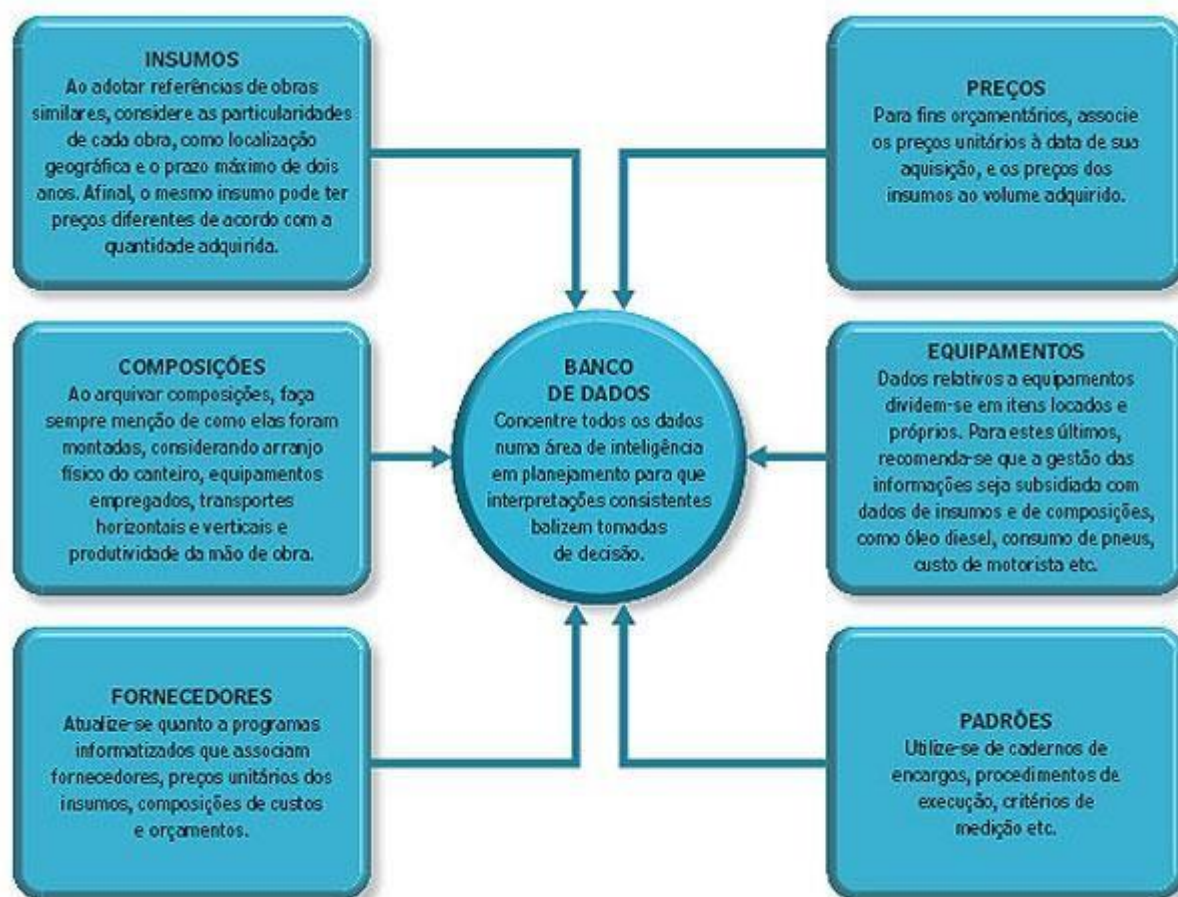 INSUMOS
Ao adotar referências de obras
similares, considere as particularidades
de cada obra, como localização
geográfica e o prazo máximo de dois
anos. Afinal, o mesmo insumo pode ter
preços diferentes de acordo com a
quantidade adquirida.
PREÇOS
Para fins orçamentários, associe
os preços unitários à data de sua
aquisição, e os preços dos
insumos ao volume adquirido.
COMPOSIÇÕES
Ao arquivar composições, faça
sempre menção de como elas foram
montadas, considerando arranjo
físico do canteiro, equipamentos
empregados, transportes
horizontais e verticais e
produtividade da mão de obra.
BANCO
DE DADOS
Concentre todos os dados
numa área de inteligência
em planejamento para que
interpretações consistentes
balizem tomadas
de decisão.
EQUIPAMENTOS
Dados relativos a equipamentos
dividem-se em itens locados e
próprios. Para estes últimos,
recomenda-se que a gestão das
informações seja subsidiada com
dados de insumos e de composições,
como óleo diesel, consumo de pneus,
custo de motorista etc.
FORNECEDORES
Atualize-se quanto a programas
informatizados que associam
fornecedores, preços unitários dos
insumos, composições de custos
e orçamentos.
PADRÕES
Utilize-se de cadernos de
encargos, procedimentos de
execução, critérios de
medição etc.